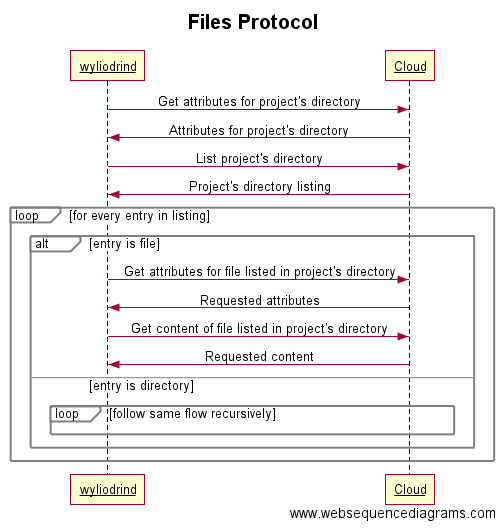 Files Protocol
wyliodrind
Cloud
Get attributes for project's directory
Attributes for project's directory
List project's directory
Project's directory listing
loop
[for every entry in listing]
alt
[entry is file]
Get attributes for file listed in project's directory
Requested attributes
Get content of file listed in project's directory
Requested content
[entry is directory]
loop
[follow same flow recursively]
wyliodrind
Cloud
www.websequencediagrams.com